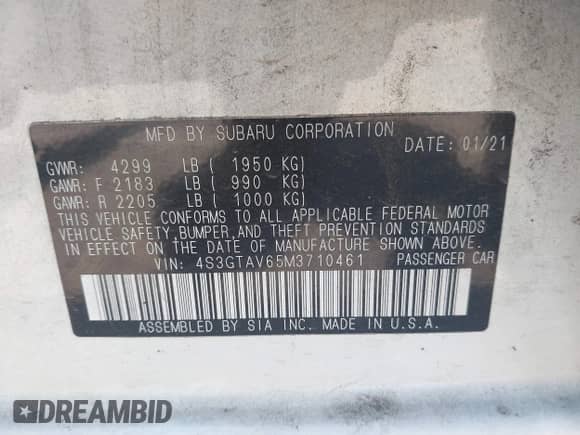 MFD BY SUBARU CORPORATION
DATE: 01/21
GVWR: 4299 LB ( 1950 KG)
GAWR: F 2183 LB ( 990 KG)
GAWR: R 2205 LB ( 1000 KG)
THIS VEHICLE CONFORMS TO ALL APPLICABLE FEDERAL MOTOR
VEHICLE SAFETY,BUMPER,AND THEFT PREVENTION STANDARDS
IN EFFECT ON THE DATE OF MANUFACTURE SHOWN ABOVE.
VIN: 4S3GTAV65M3710461 PASSENGER CAR
ASSEMBLED BY SIA INC. MADE IN U.S.A.
DREAMBID